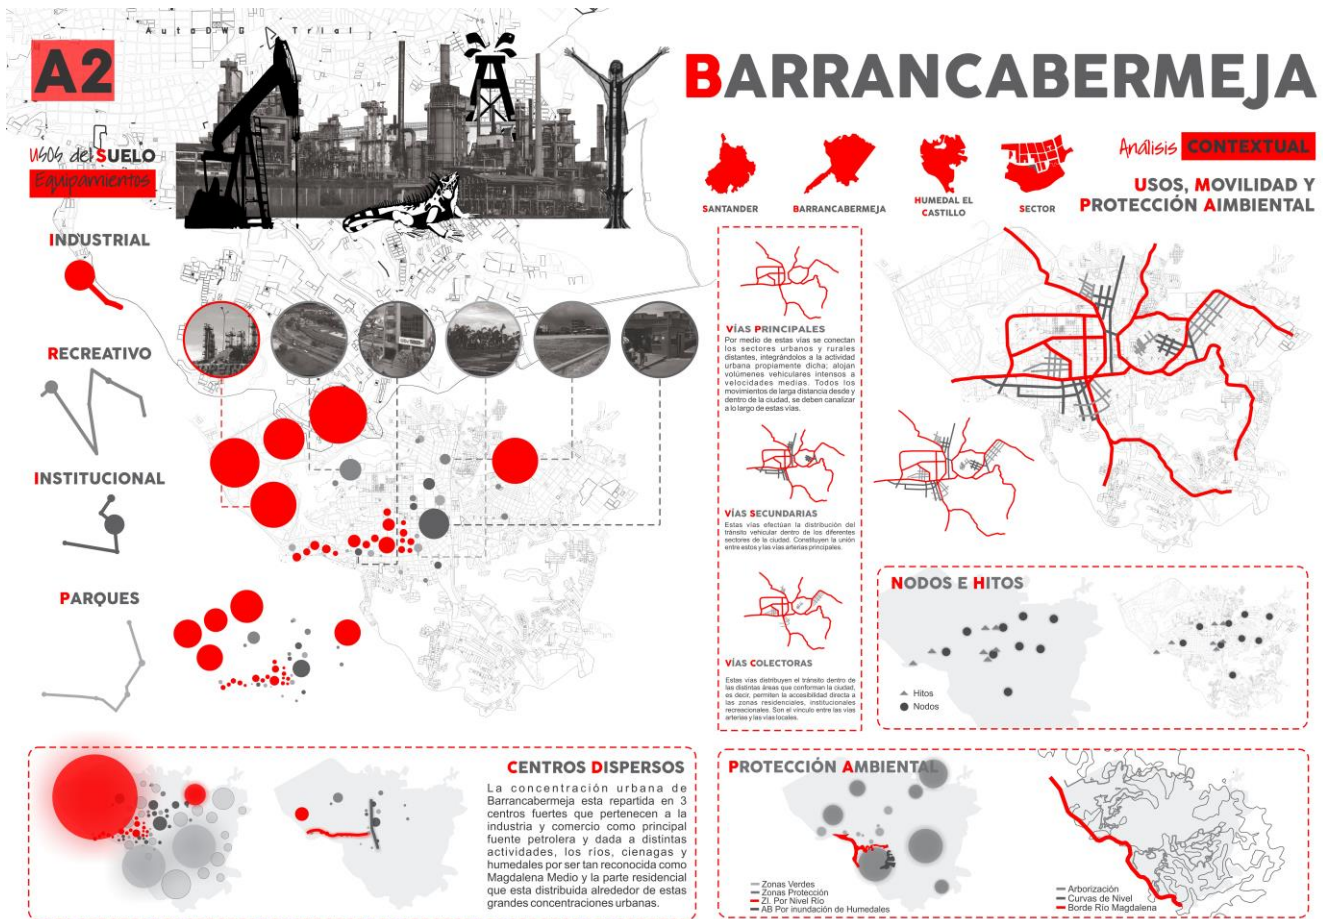 AutoDWG Trial
A2
BARRANCABERMEJA
USOS del SUELO
Equipamientos
SANTANDER
BARRANCABERMEJA
HUMEDAL EL
CASTILLO
SECTOR
Análisis CONTEXTUAL
USOS, MOVILIDAD Y
PROTECCIÓN AIMBIENTAL
INDUSTRIAL
RECREATIVO
INSTITUCIONAL
PARQUES
VÍAS PRINCIPALES
Por medio de estas vías se conectan
los sectores urbanos y rurales
distantes, integrándolos a la actividad
urbana propiamente dicha; alojan
volúmenes vehiculares intensos a
velocidades medias. Todos los
movimientos de larga distancia desde y
dentro de la ciudad, se deben canalizar
a lo largo de estas vías.
VÍAS SECUNDARIAS
Estas vías efectúan la distribución del
tránsito vehicular dentro de los diferentes
sectores de la ciudad. Constituyen la unión
entre estos y las vías arterias principales.
VÍAS COLECTORAS
Estas vías distribuyen el tránsito dentro de
las distintas áreas que conforman la ciudad,
es decir, permiten la accesibilidad directa a
las zonas residenciales, institucionales
recreacionales. Son el vínculo entre las vías
arterias y las vías locales.
NODOS E HITOS
Hitos
Nodos
CENTROS DISPERSOS
La concentración urbana de
Barrancabermeja esta repartida en 3
centros fuertes que pertenecen a la
industria y comercio como principal
fuente petrolera y dada a distintas
actividades, los ríos, cienagas y
humedales por ser tan reconocida como
Magdalena Medio y la parte residencial
que esta distribuida alrededor de estas
grandes concentraciones urbanas.
PROTECCIÓN AMBIENTAL
Zonas Verdes
Zonas Protección
ZI. Por Nivel Río
AB Por inundación de Humedales
Arborización
Curvas de Nivel
Borde Río Magdalena